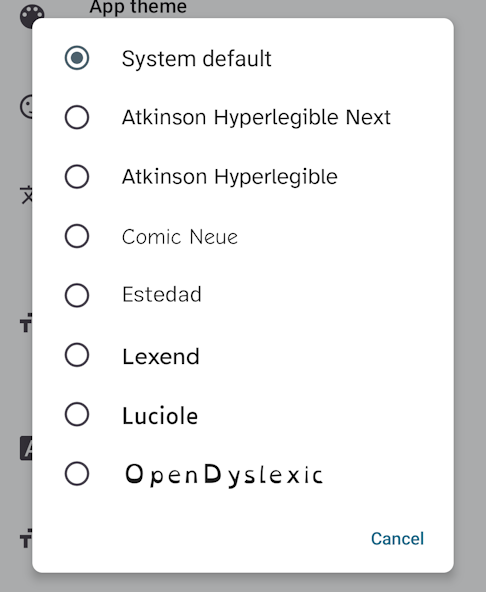 App theme
System default
Atkinson Hyperlegible Next
Atkinson Hyperlegible
Comic Neue
Estedad
Lexend
Luciole
OpenDyslexic
Cancel